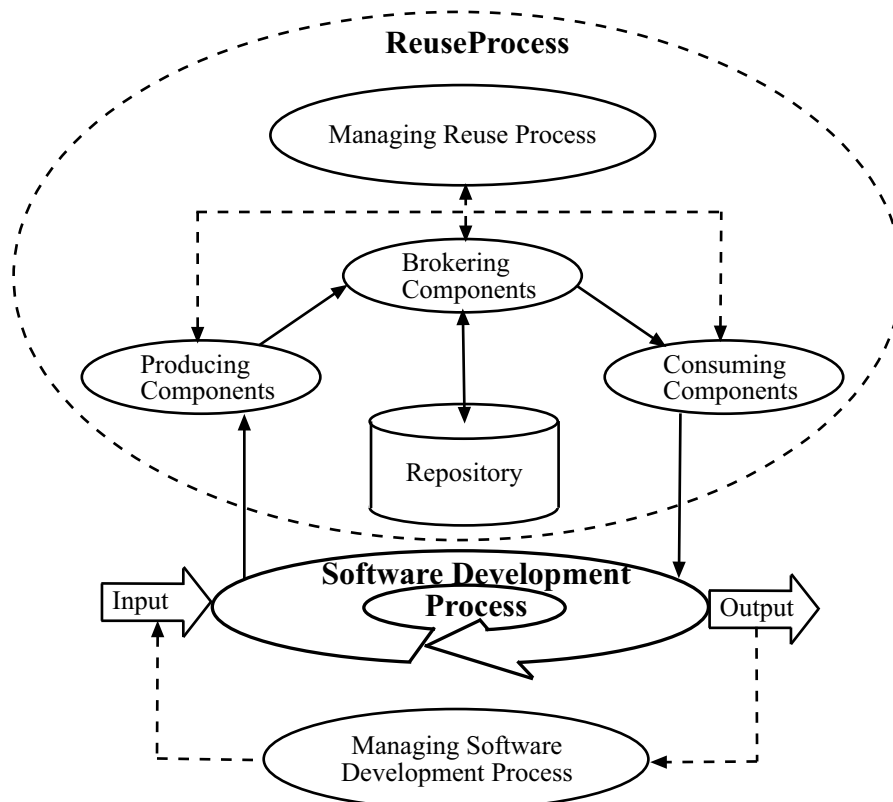 ReuseProcess
Managing Reuse Process
Brokering
Components
Producing
Components
Consuming
Components
Repository
Software Development
Process
Input
Output
Managing Software
Development Process